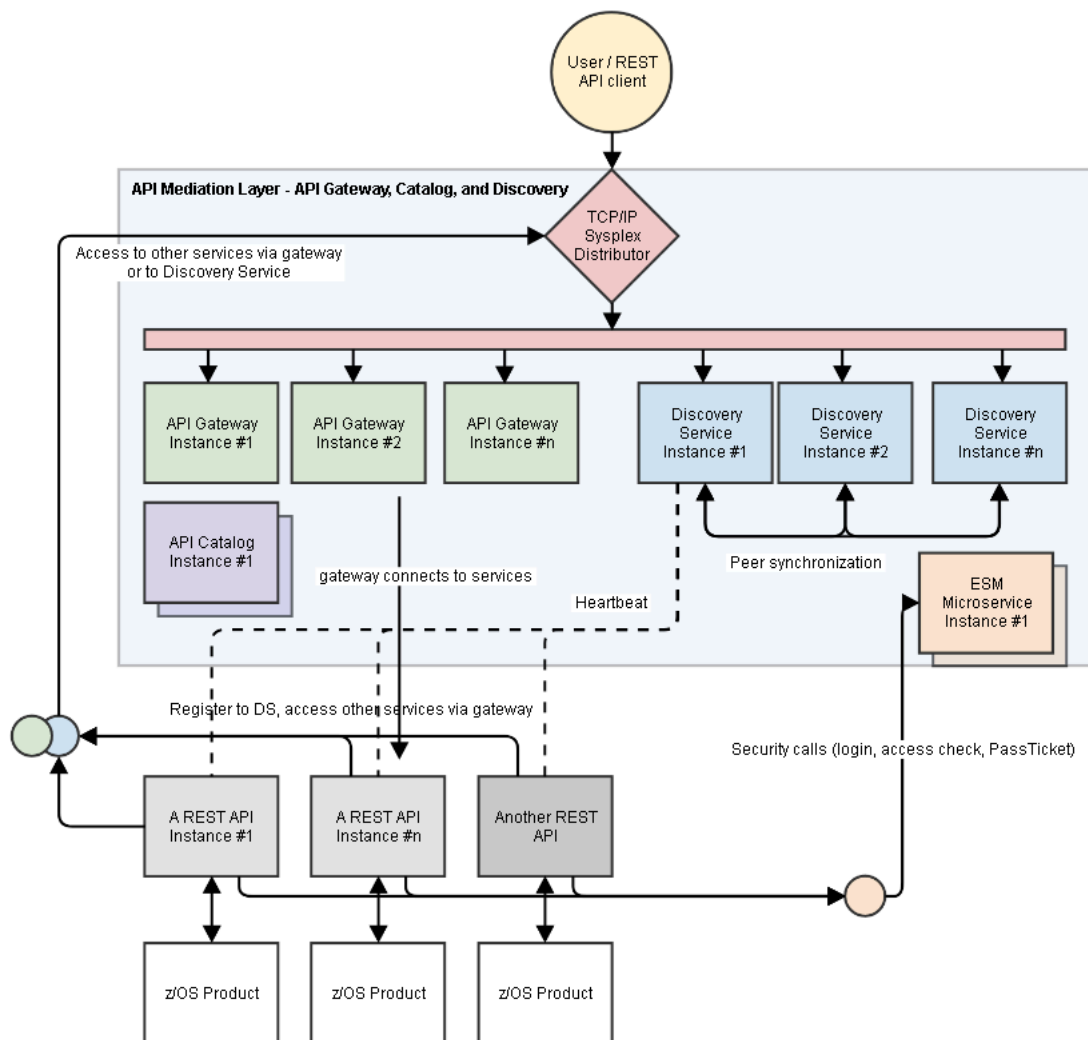 User / REST
API client
API Mediation Layer - API Gateway, Catalog, and Discovery
TCP/IP
Sysplex
Distributor
Access to other services via gateway
or to Discovery Service
API Gateway
Instance #1
API Gateway
Instance #2
API Gateway
Instance #n
Discovery
Service
Instance #1
Discovery
Service
Instance #2
Discovery
Service
Instance #n
API Catalog
Instance #1
gateway connects to services
Peer synchronization
Heartbeat
ESM
Microservice
Instance #1
Register to DS, access other services via gateway
Security calls (login, access check, PassTicket)
A REST API
Instance #1
A REST API
Instance #n
Another REST
API
z/OS Product
z/OS Product
z/OS Product